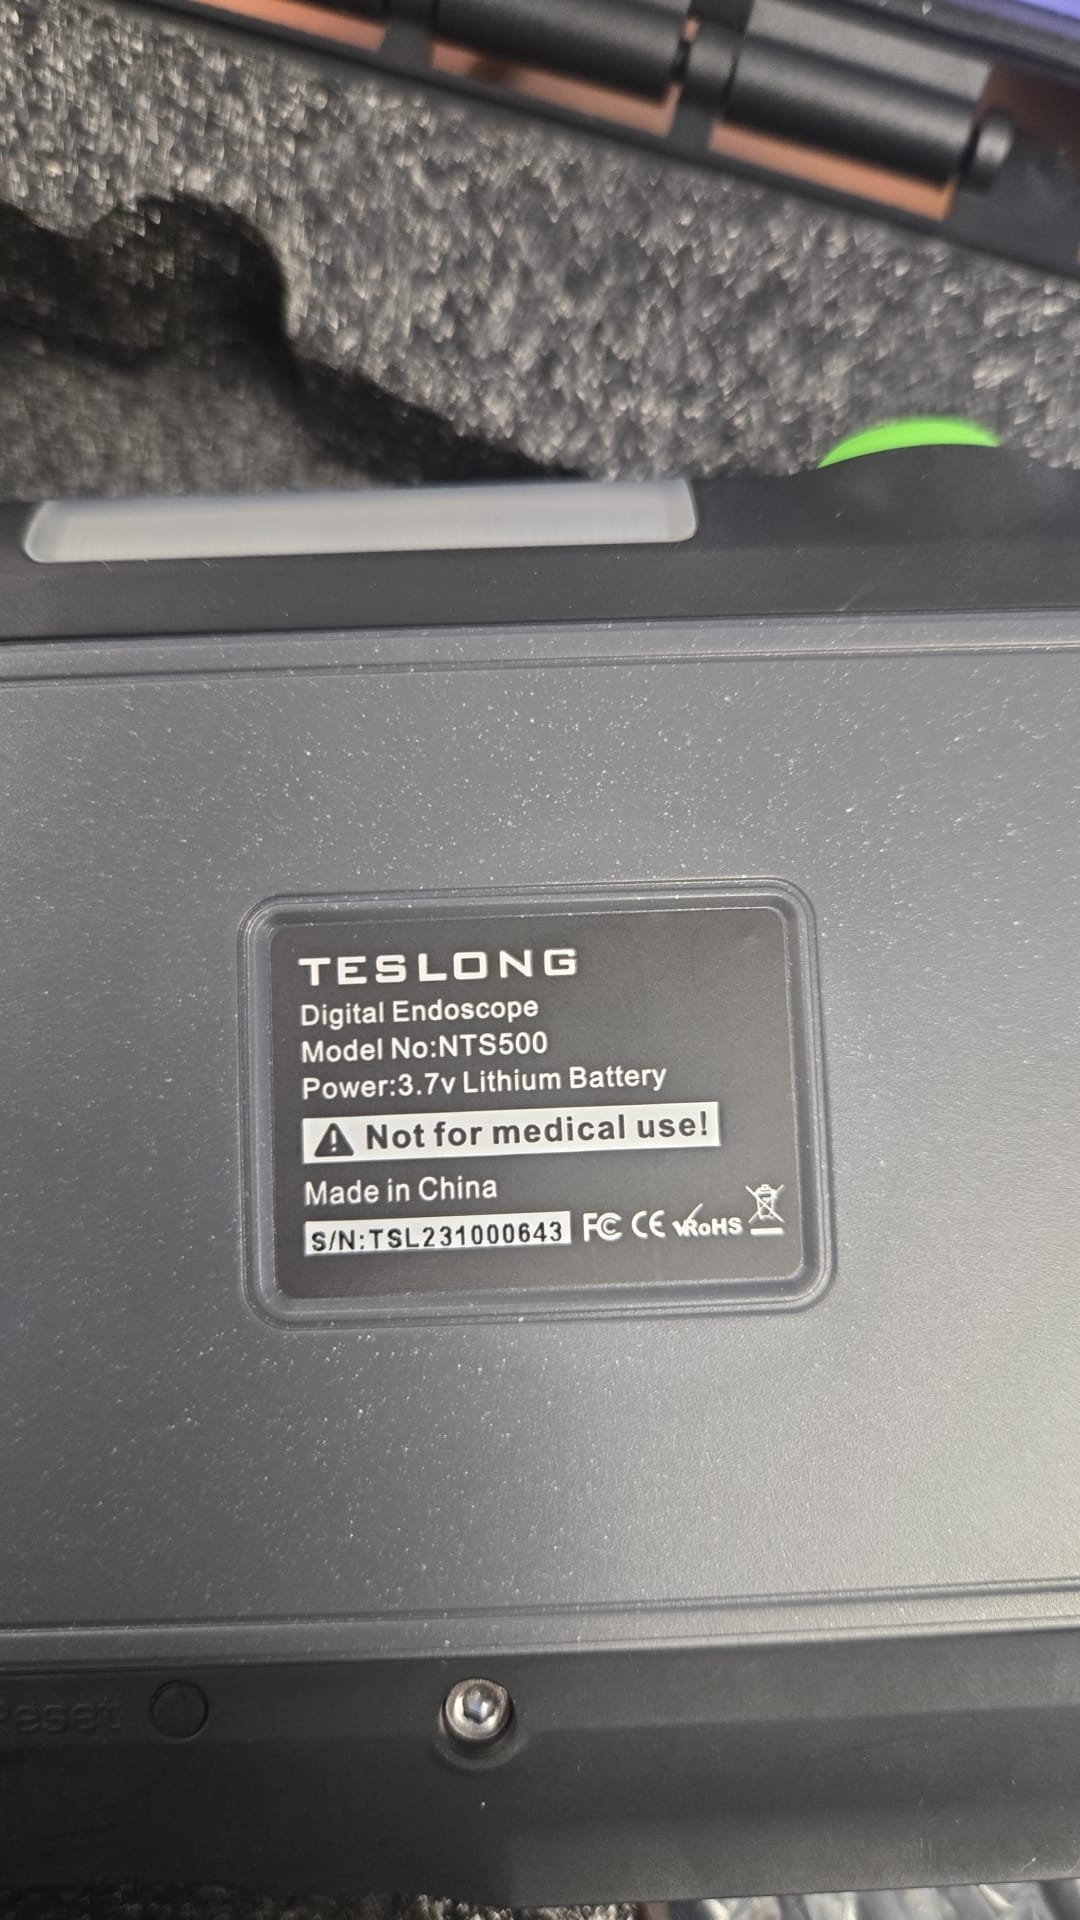 TESLONG
Digital Endoscope
Model No:NTS500
Power:3.7v Lithium Battery
Not for medical use!
Made in China
S/N:TSL231000643 FC CE RoHS
Reset